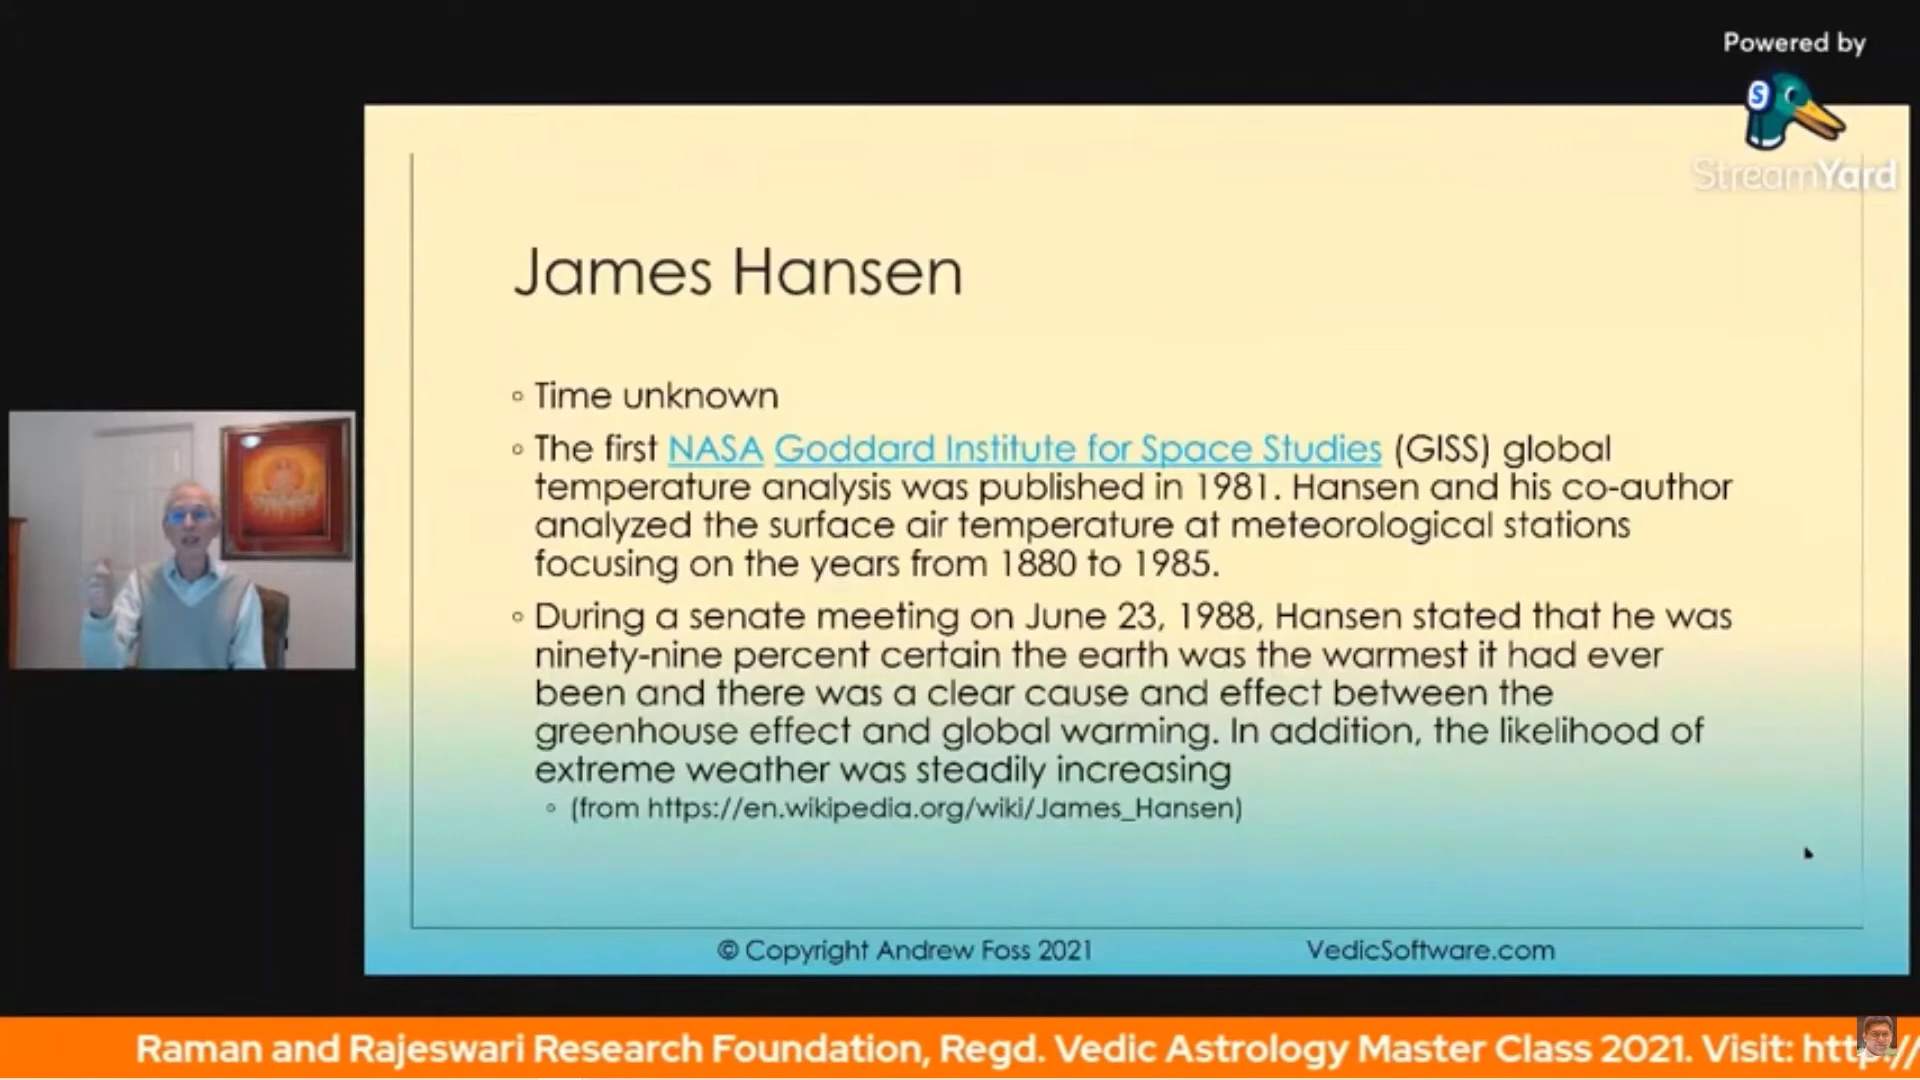 Powered by
StreamYard
James Hansen
◦ Time unknown
◦ The first NASA Goddard Institute for Space Studies (GISS) global
temperature analysis was published in 1981. Hansen and his co-author
analyzed the surface air temperature at meteorological stations
focusing on the years from 1880 to 1985.
◦ During a senate meeting on June 23, 1988, Hansen stated that he was
ninety-nine percent certain the earth was the warmest it had ever
been and there was a clear cause and effect between the
greenhouse effect and global warming. In addition, the likelihood of
extreme weather was steadily increasing
◦ (from https://en.wikipedia.org/wiki/James_Hansen)
© Copyright Andrew Foss 2021 VedicSoftware.com
Raman and Rajeswari Research Foundation, Regd. Vedic Astrology Master Class 2021. Visit: http://